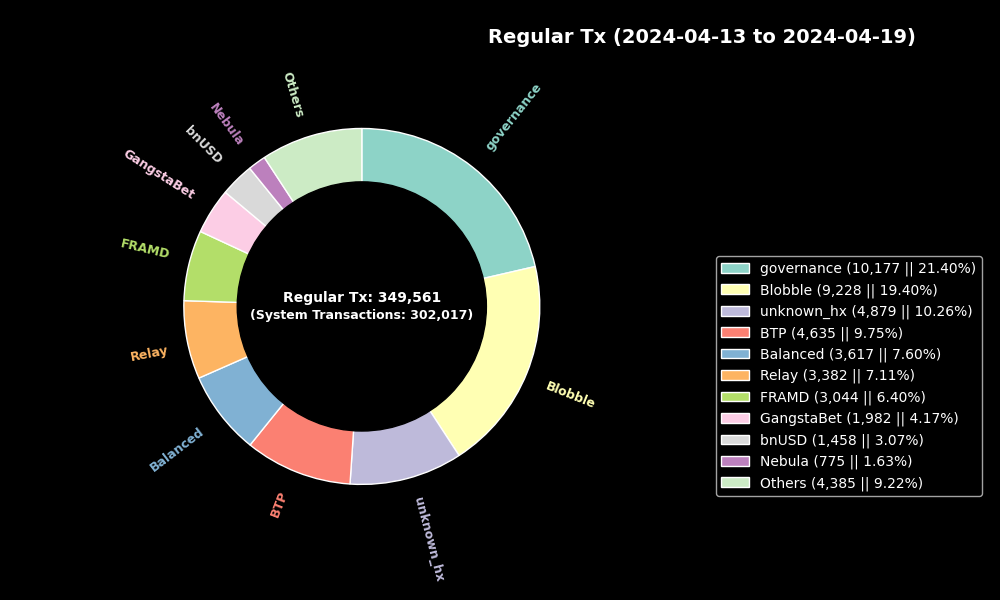 Regular Tx (2024-04-13 to 2024-04-19)
governance
Blobble
unknown_hx
BTP
Balanced
Relay
FRAMD
GangstaBet
bnUSD
Nebula
Others
Regular Tx: 349,561
(System Transactions: 302,017)
governance (10,177 || 21.40%)
Blobble (9,228 || 19.40%)
unknown_hx (4,879 || 10.26%)
BTP (4,635 || 9.75%)
Balanced (3,617 || 7.60%)
Relay (3,382 || 7.11%)
FRAMD (3,044 || 6.40%)
GangstaBet (1,982 || 4.17%)
bnUSD (1,458 || 3.07%)
Nebula (775 || 1.63%)
Others (4,385 || 9.22%)